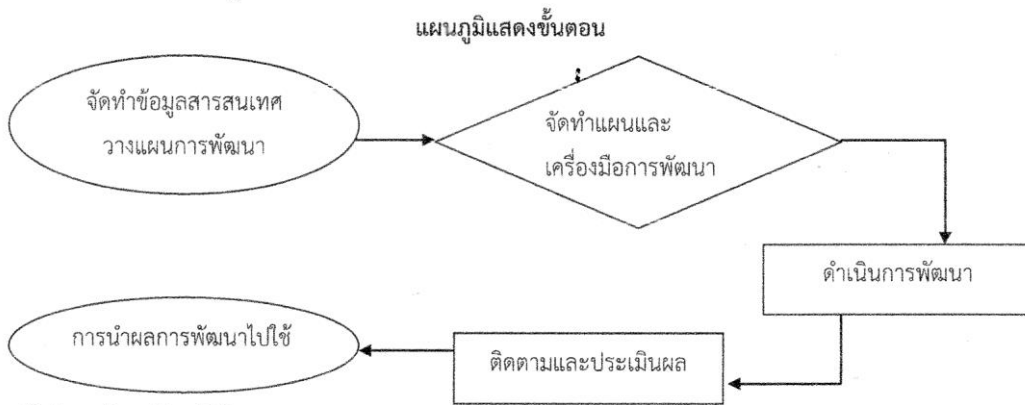 แผนภูมิแสดงขั้นตอน
จัดทำข้อมูลสารสนเทศ
วางแผนการพัฒนา
จัดทำแผนและ
เครื่องมือการพัฒนา
ดำเนินการพัฒนา
ติดตามและประเมินผล
การนำผลการพัฒนาไปใช้